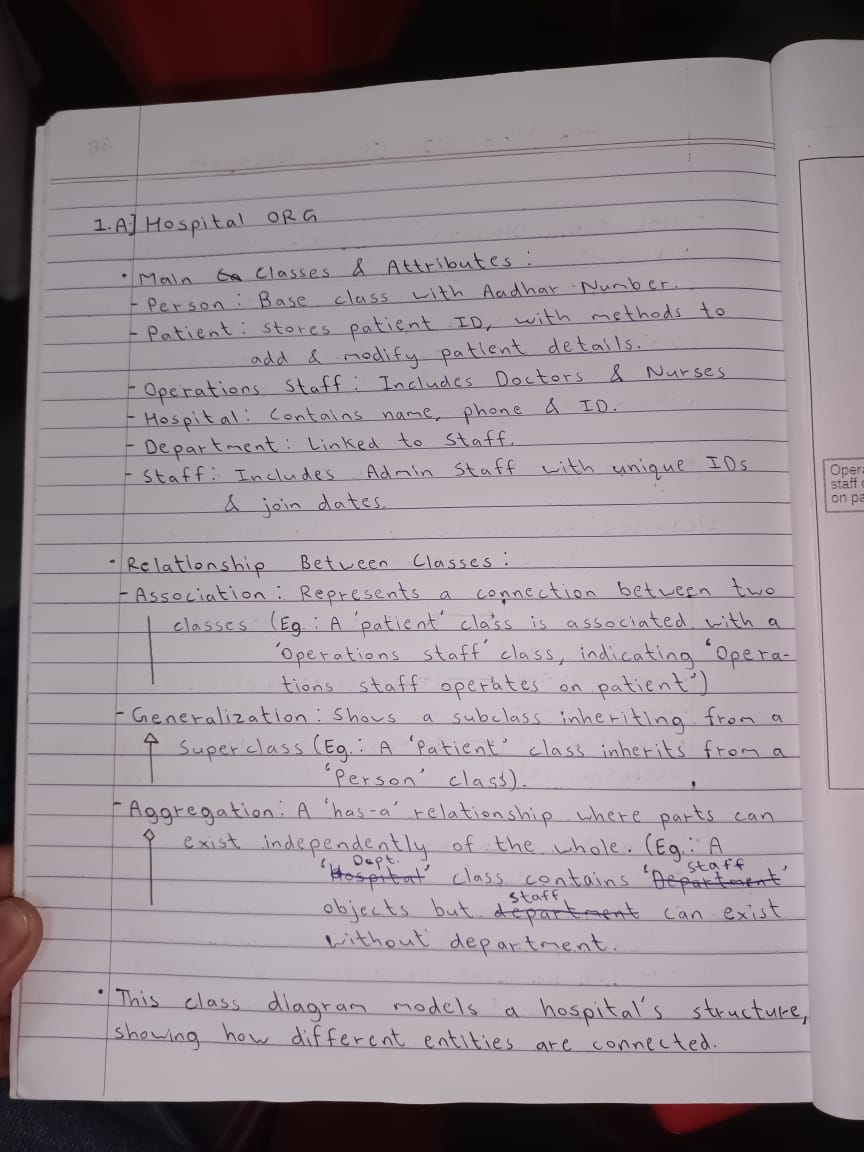 1.A] Hospital ORG
• Main Classes & Attributes :
- Person : Base class with Aadhar Number.
- Patient : stores patient ID, with methods to
add & modify patient details.
- Operations Staff : Includes Doctors & Nurses
- Hospital : Contains name, phone & ID.
- Department : Linked to staff.
- Staff : Includes Admin Staff with unique IDs
& join dates.
• Relationship Between Classes :
- Association : Represents a connection between two
classes (Eg. : A 'patient' class is associated with a
'Operations staff' class, indicating 'Opera-
tions staff operates on patient')
- Generalization : Shows a subclass inheriting from a
Superclass (Eg. : A 'Patient' class inherits from a
'Person' class).
- Aggregation : A 'has-a' relationship where parts can
exist independently of the whole. (Eg. : A
'Dept.' class contains 'staff'
objects but staff can exist
without department.
• This class diagram models a hospital's structure,
showing how different entities are connected.
Oper
staff
on pa